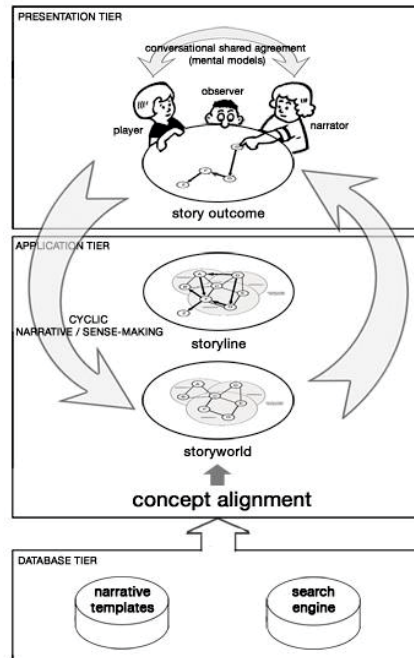 PRESENTATION TIER
conversational shared agreement
(mental models)
observer
player
narrator
story outcome
APPLICATION TIER
CYCLIC
NARRATIVE / SENSE-MAKING
storyline
storyworld
concept alignment
DATABASE TIER
narrative
templates
search
engine